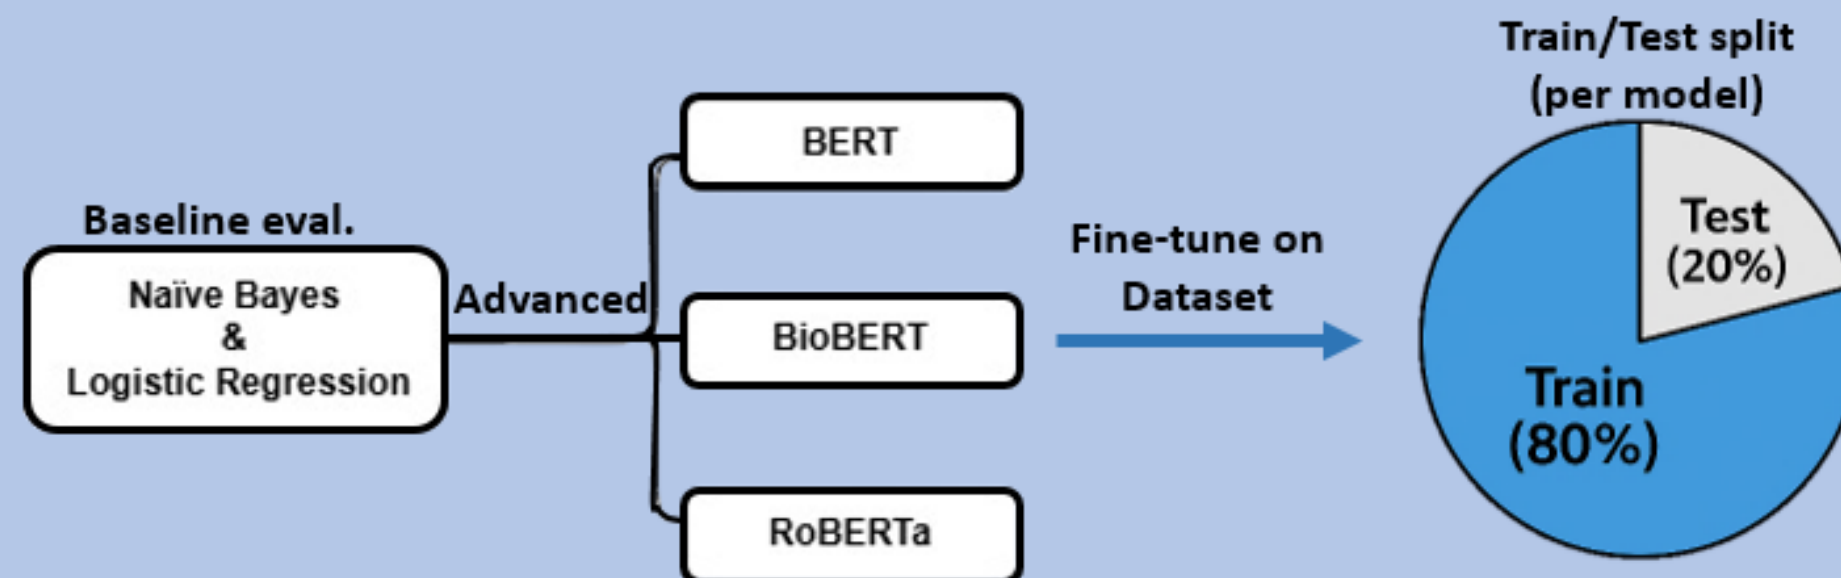 Baseline eval.
Naïve Bayes
&
Logistic Regression
Advanced
BERT
BioBERT
RoBERTa
Fine-tune on
Dataset
Train/Test split
(per model)
Test
(20%)
Train
(80%)